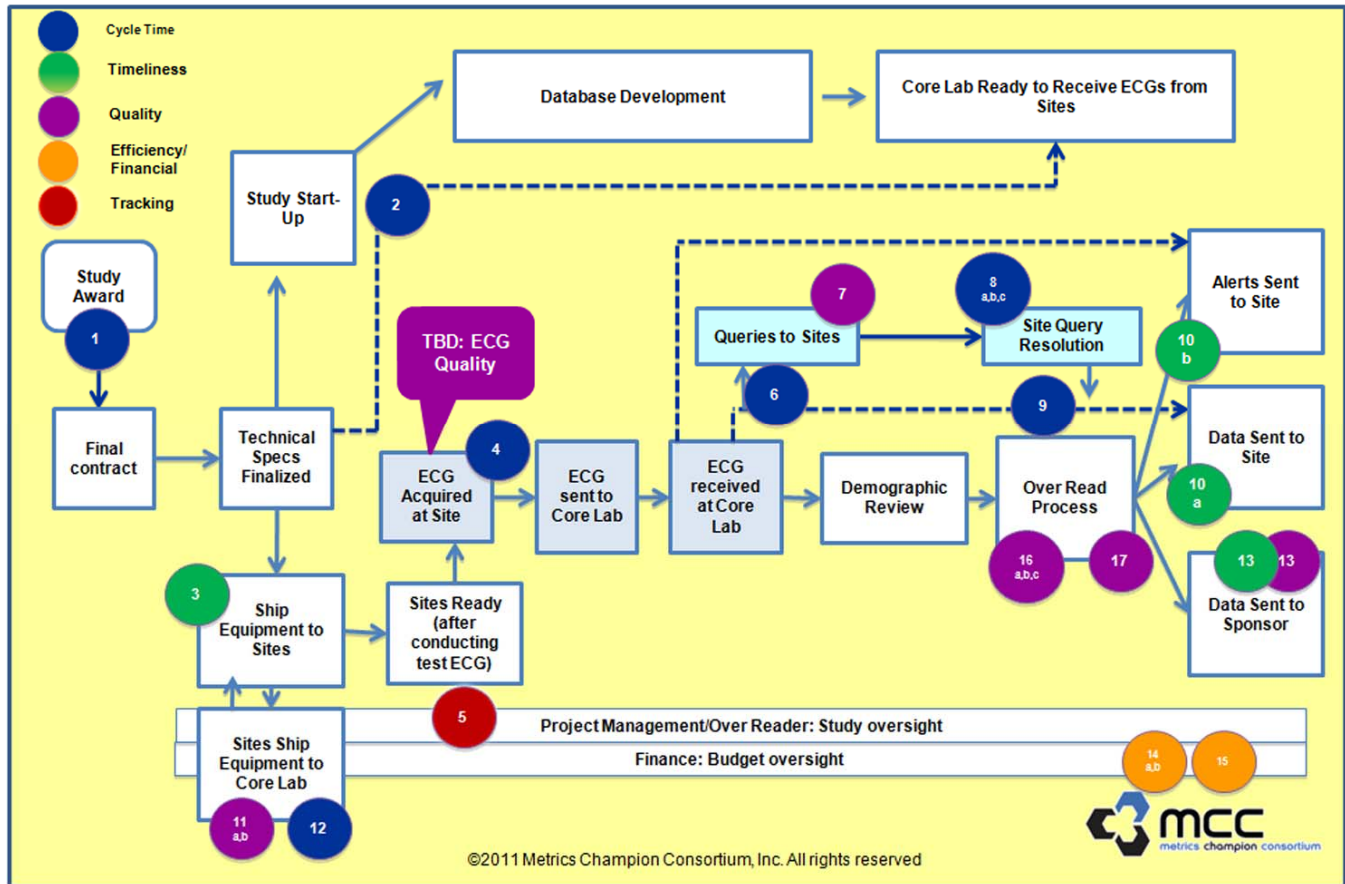 Cycle Time
Timeliness
Quality
Efficiency/
Financial
Tracking
Database Development
Core Lab Ready to Receive ECGs from
Sites
Study Start-
Up
2
Study
Award
1
Final
contract
Technical
Specs
Finalized
TBD: ECG
Quality
7
8
a,b,c
Queries to Sites
Site Query
Resolution
6
9
Alerts Sent
to Site
10
b
4
ECG
Acquired
at Site
ECG
sent to
Core Lab
ECG
received
at Core
Lab
Demographic
Review
Over Read
Process
16
a,b,c
17
Data Sent to
Site
10
a
13
13
Data Sent to
Sponsor
3
Ship
Equipment to
Sites
Sites Ready
(after
conducting
test ECG)
5
Project Management/Over Reader: Study oversight
Finance: Budget oversight
14
a,b
15
Sites Ship
Equipment to
Core Lab
11
a,b
12
mcc
metrics champion consortium
©2011 Metrics Champion Consortium, Inc. All rights reserved